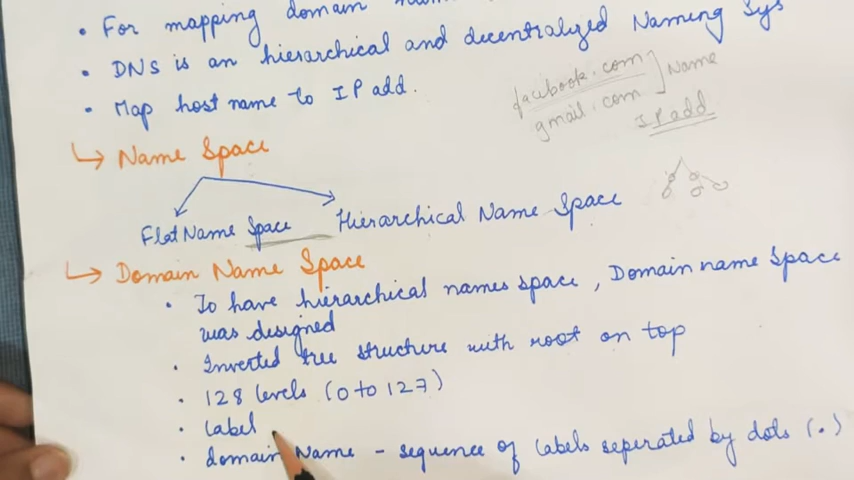 • For mapping domain
• DNS is an hierarchical and decentralized Naming Sys
• Map host name to IP add.
facebook.com
gmail.com
] Name
IP add
↳ Name Space
Flat Name Space
Hierarchical Name Space
↳ Domain Name Space
• To have hierarchical names space, Domain name Space
was designed
• Inverted tree structure with root on top
• 128 levels (0 to 127)
• Label
• domain Name - sequence of labels seperated by dots (.)